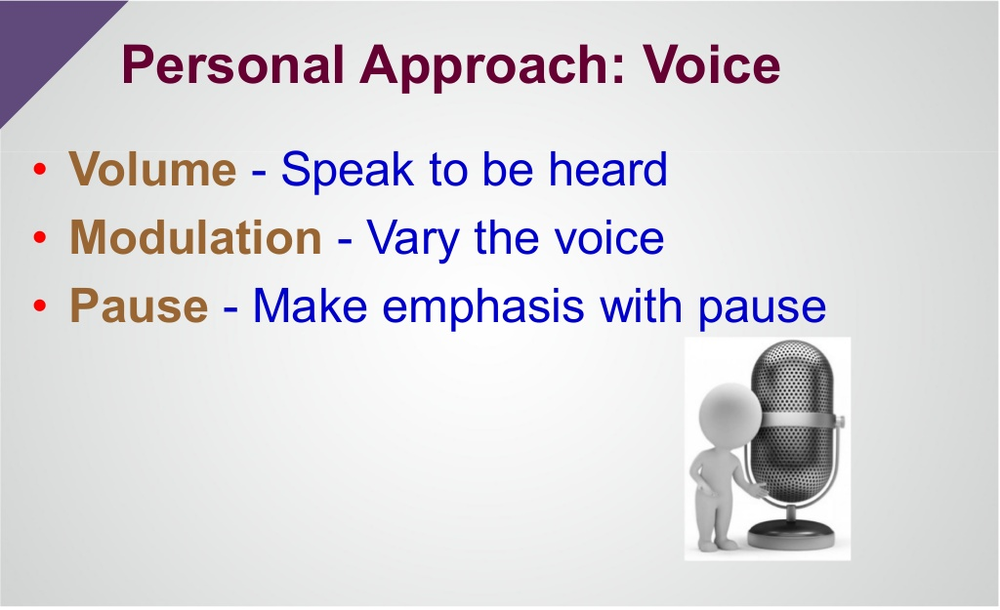 Personal Approach: Voice
• Volume - Speak to be heard
• Modulation - Vary the voice
• Pause - Make emphasis with pause